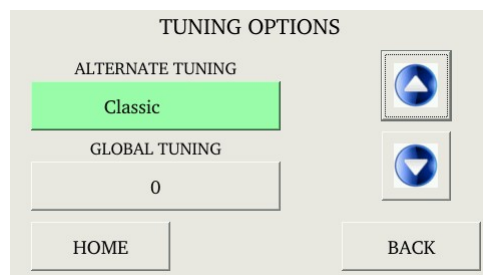 TUNING OPTIONS
ALTERNATE TUNING
Classic
GLOBAL TUNING
0
HOME
BACK